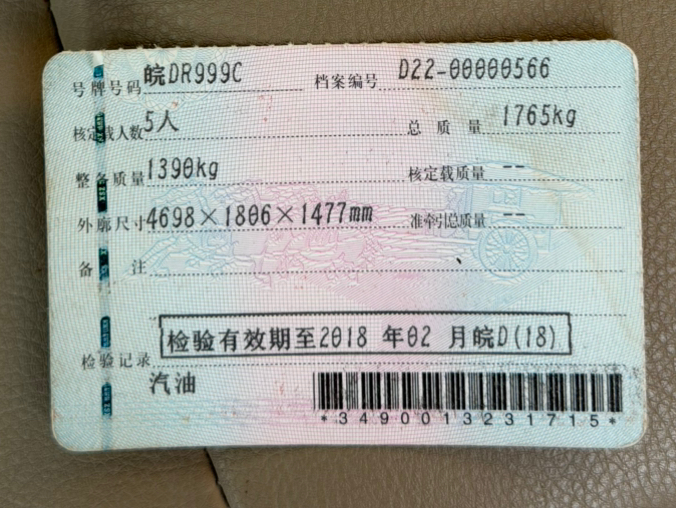 号牌号码 皖DR999C 档案编号 D22-00000566
核定载人数 5人 总质量 1765kg
整备质量 1390kg 核定载质量 --
外廓尺寸 4698×1806×1477mm 准牵引总质量 --
备注
检验记录 检验有效期至2018 年02 月皖D(18)
汽油
*3490013231715*